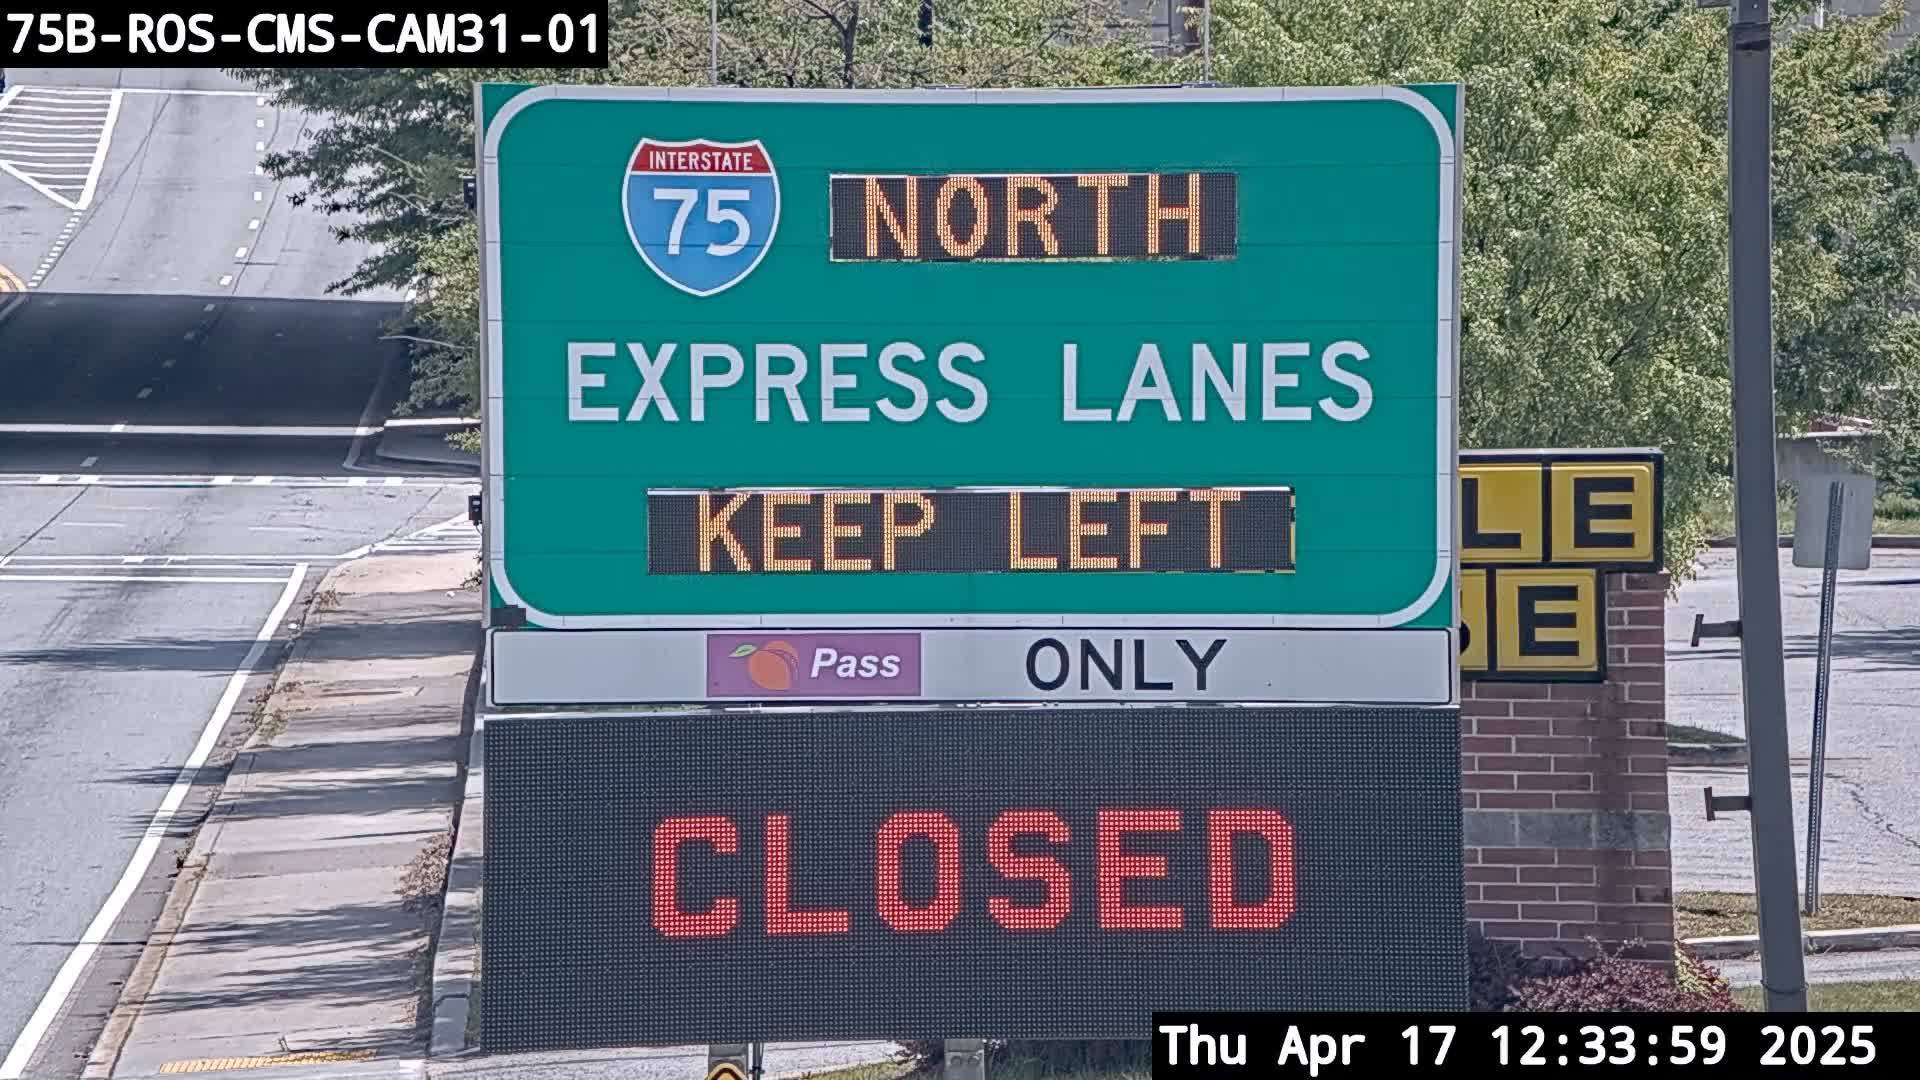 75B-ROS-CMS-CAM31-01
INTERSTATE
75
NORTH
EXPRESS LANES
KEEP LEFT
Pass ONLY
CLOSED
LE
E
Thu Apr 17 12:33:59 2025